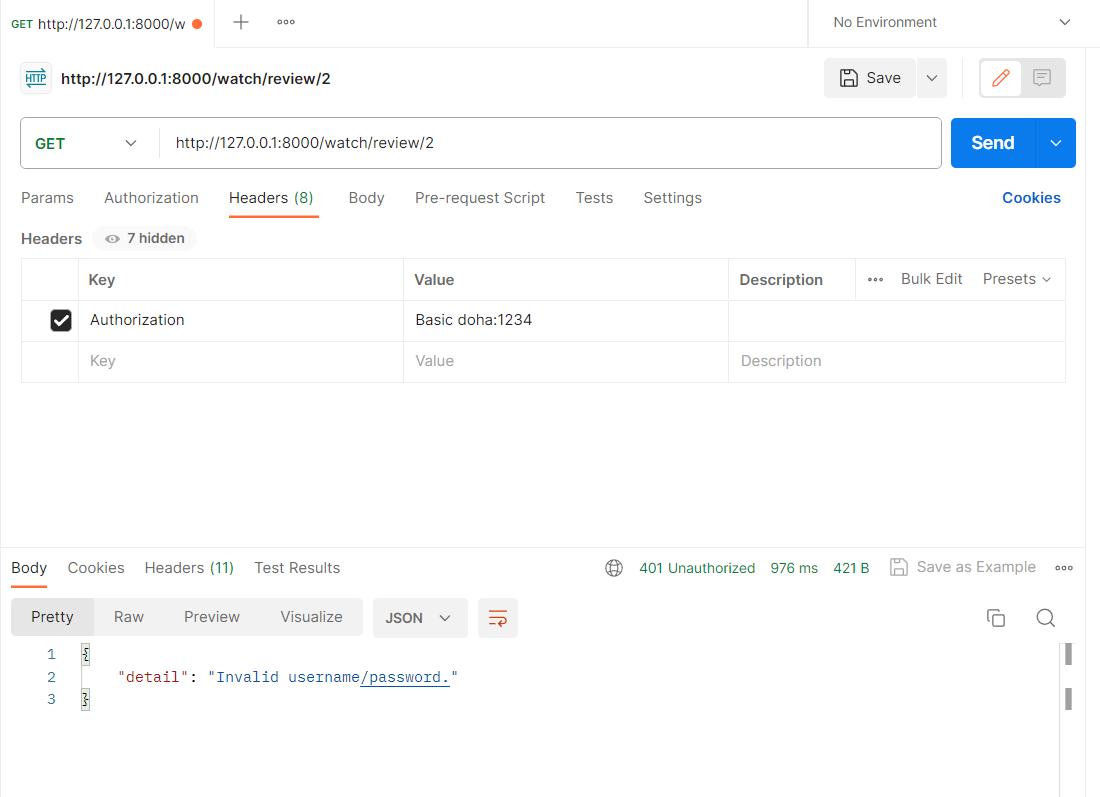 GET http://127.0.0.1:8000/w
No Environment
HTTP http://127.0.0.1:8000/watch/review/2
Save
GET http://127.0.0.1:8000/watch/review/2
Send
Params Authorization Headers (8) Body Pre-request Script Tests Settings Cookies
Headers 7 hidden
Key Value Description Bulk Edit Presets
Authorization Basic doha:1234
Key Value Description
Body Cookies Headers (11) Test Results 401 Unauthorized 976 ms 421 B Save as Example
Pretty Raw Preview Visualize JSON
1 {
2 "detail": "Invalid username/password."
3 }